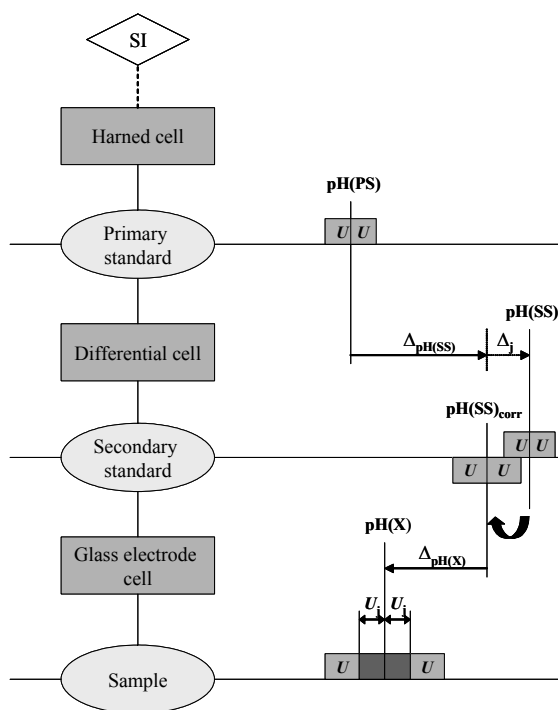 SI
Harned cell
pH(PS)
Primary
standard
U U
pH(SS)
Differential cell
ΔpH(SS)
Δj
pH(SS)corr
Secondary
standard
U U
U U
pH(X)
Glass electrode
cell
ΔpH(X)
Uj Uj
Sample
U U